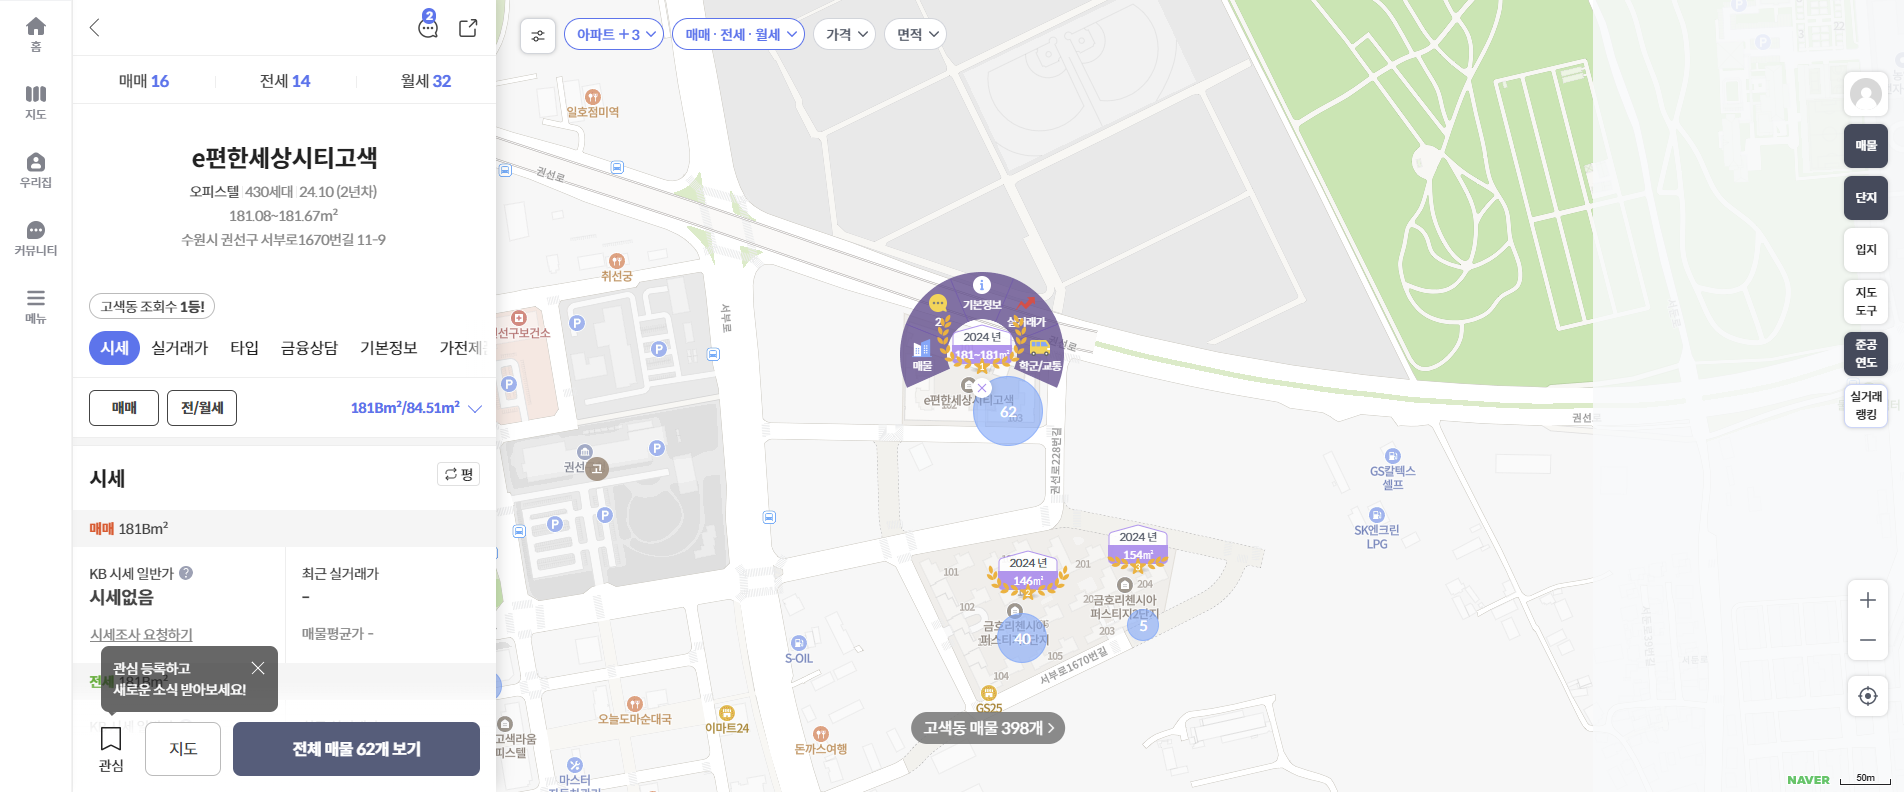 홈
지도
우리집
커뮤니티
메뉴
2
매매 16
전세 14
월세 32
e편한세상시티고색
오피스텔 430세대 24.10 (2년차)
181.08~181.67m²
수원시 권선구 서부로1670번길 11-9
고색동 조회수 1등!
시세
실거래가
타입
금융상담
기본정보
가전제
매매
전/월세
181Bm²/84.51m²
시세
평
매매 181Bm²
KB 시세 일반가 ?
시세없음
시세조사 요청하기
최근 실거래가
-
매물평균가 -
전세 181Bm²
관심 등록하고
새로운 소식 받아보세요!
관심
지도
전체 매물 62개 보기
아파트 + 3
매매 · 전세 · 월세
가격
면적
일호점미역
권선로
취선궁
서부로
선구보건소
P
P
P
P
P
P
권선
고
기본정보
실거래가
매물
학군/교통
2024 년
181~181㎡
1
권선로
e편한세상시티고색
102
103
62
권선로228번길
권선로
GS칼텍스
셀프
SK엔크린
LPG
2024 년
154㎡
3
2024 년
146㎡
2
101
102
104
105
201
203
204
금호리첸시아
퍼스티지2단지
5
금호리첸시아
40
서부로1670번길
S-OIL
GS25
오늘도마순대국
이마트24
돈까스여행
고색라움
피스텔
마스터
고색동 매물 398개 >
매물
단지
입지
지도
도구
준공
연도
실거래
랭킹
NAVER
50m